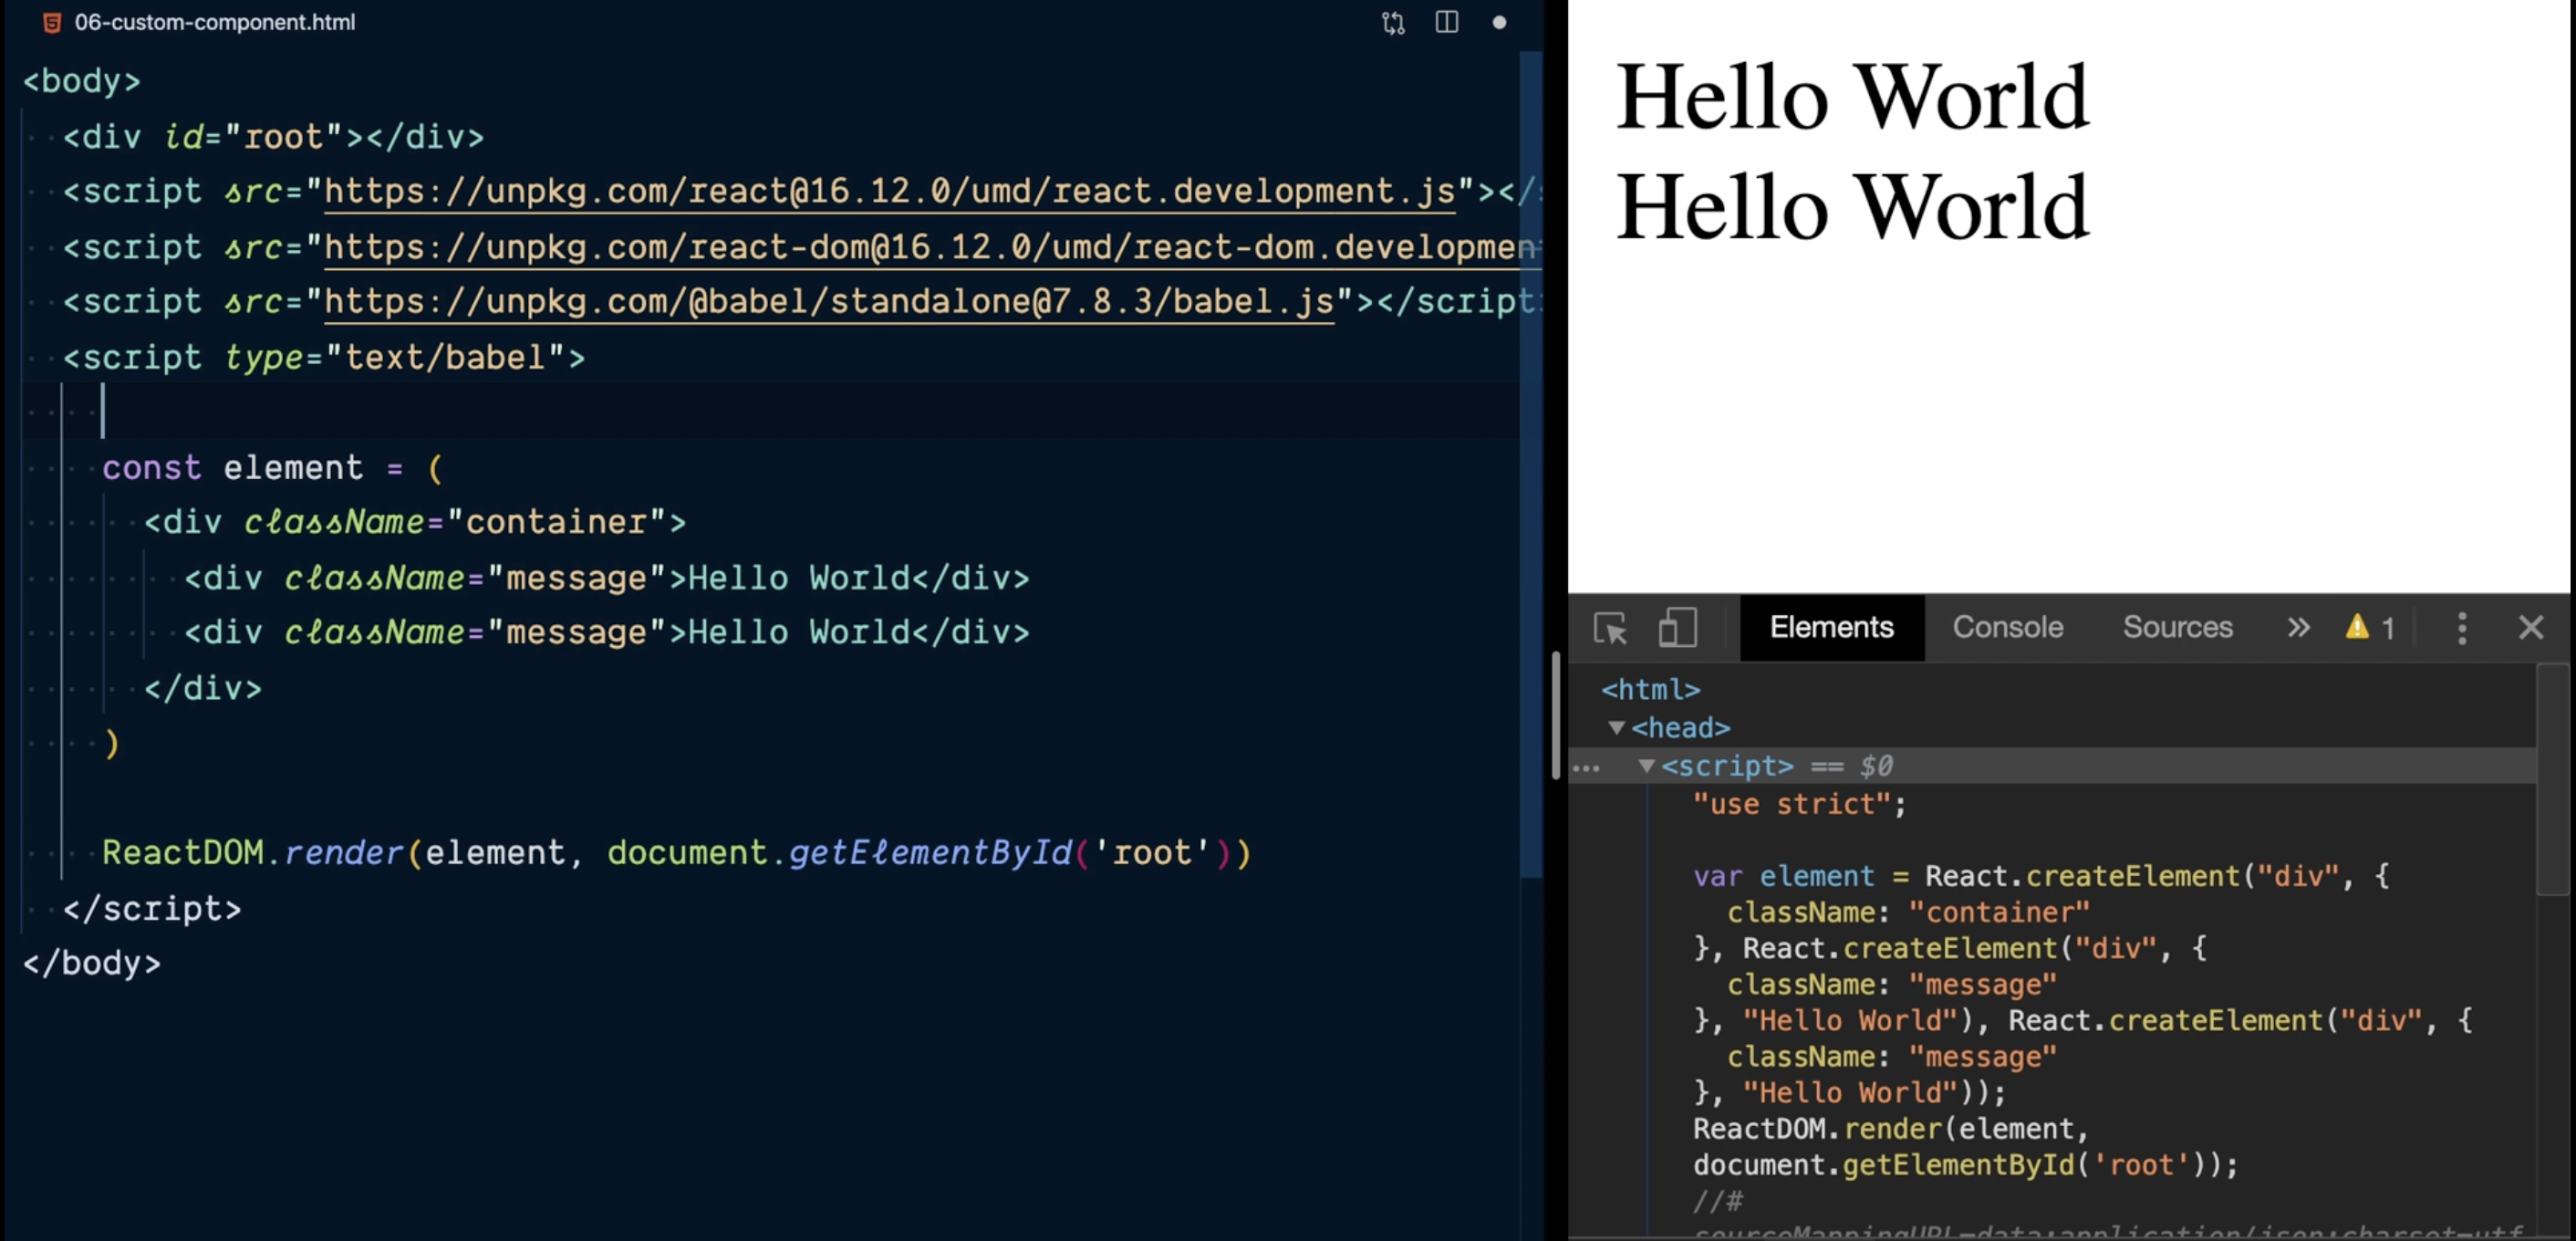 06-custom-component.html
<body>
<div id="root"></div>
<script src="https://unpkg.com/react@16.12.0/umd/react.development.js"></
<script src="https://unpkg.com/react-dom@16.12.0/umd/react-dom.developmen
<script src="https://unpkg.com/@babel/standalone@7.8.3/babel.js"></script
<script type="text/babel">
const element = (
<div className="container">
<div className="message">Hello World</div>
<div className="message">Hello World</div>
</div>
)
ReactDOM.render(element, document.getElementById('root'))
</script>
</body>
Hello World
Hello World
Elements Console Sources » 1
<html>
<head>
… <script> == $0
"use strict";
var element = React.createElement("div", {
className: "container"
}, React.createElement("div", {
className: "message"
}, "Hello World"), React.createElement("div", {
className: "message"
}, "Hello World"));
ReactDOM.render(element,
document.getElementById('root'));
//#
sourceMappingURL=data:application/json;charset=utf